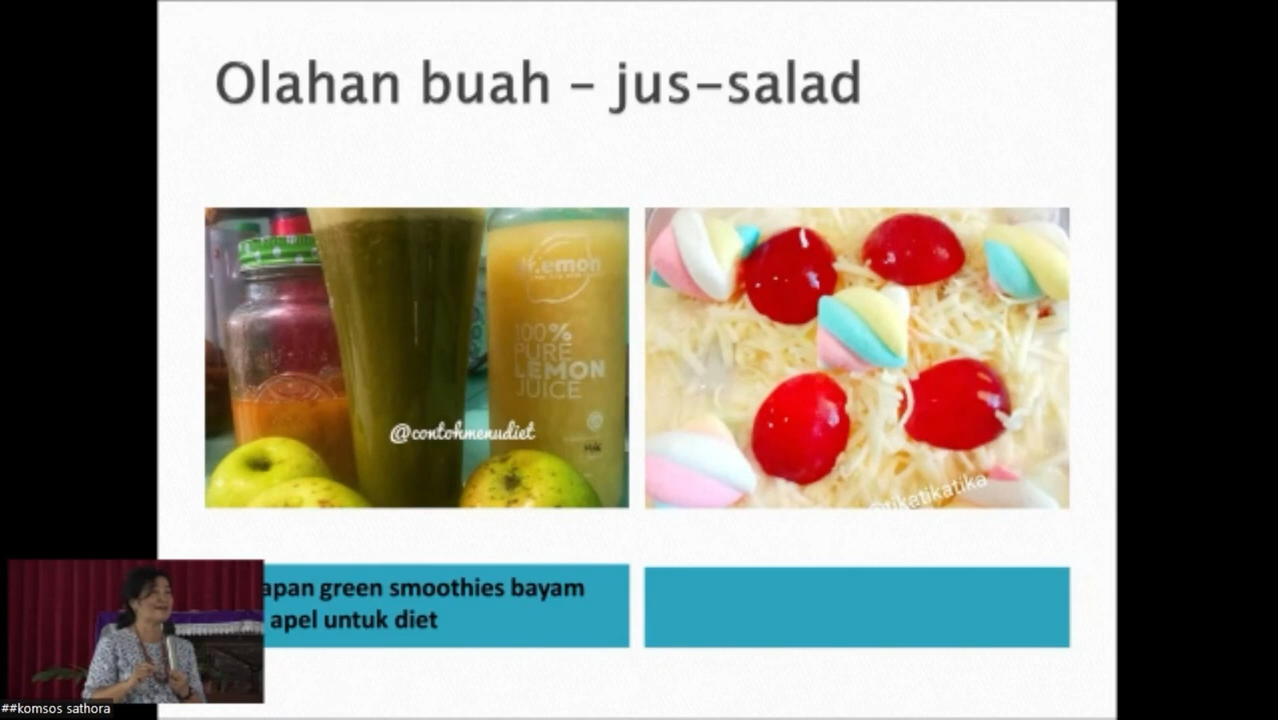 Olahan buah – jus-salad
100%
PURE
LEMON
JUICE
@contohmenudiet
@tikatikatika
apan green smoothies bayam
apel untuk diet
##komsos sathora